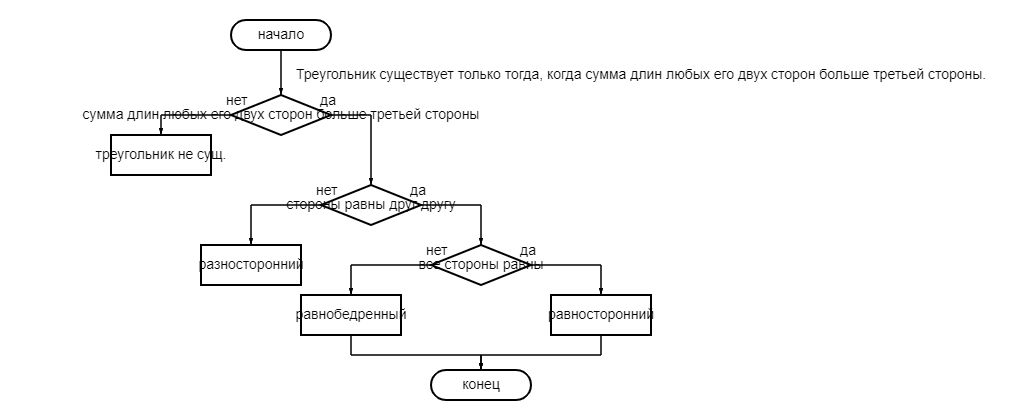 начало
Треугольник существует только тогда, когда сумма длин любых его двух сторон больше третьей стороны.
нет
да
сумма длин любых его двух сторон больше третьей стороны
треугольник не сущ.
нет
да
стороны равны друг другу
нет
да
разносторонний
все стороны равны
равнобедренный
равносторонний
конец